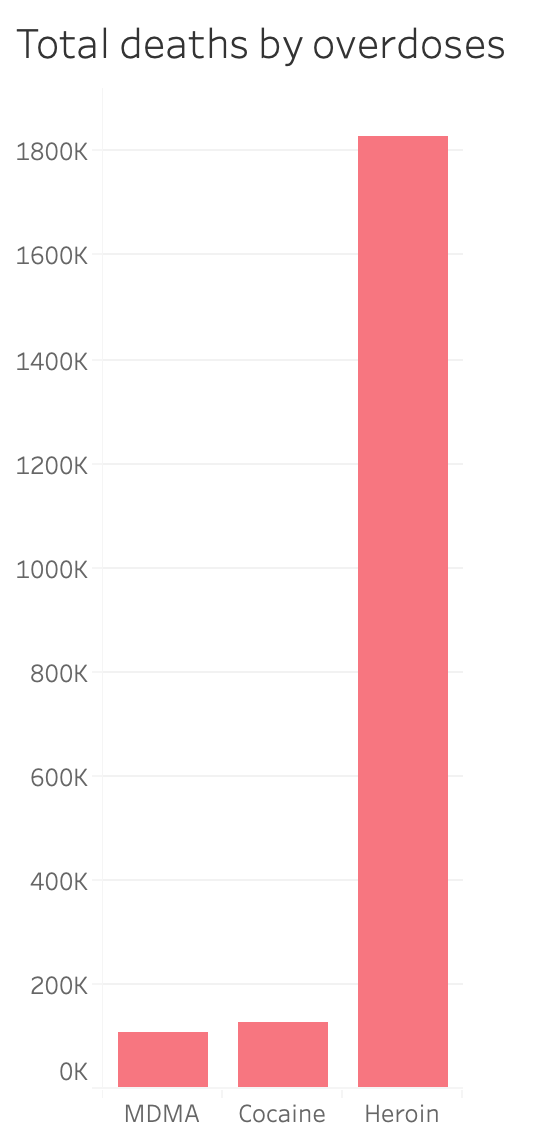 Total deaths by overdoses
1800K
1600K
1400K
1200K
1000K
800K
600K
400K
200K
0K
MDMA Cocaine Heroin